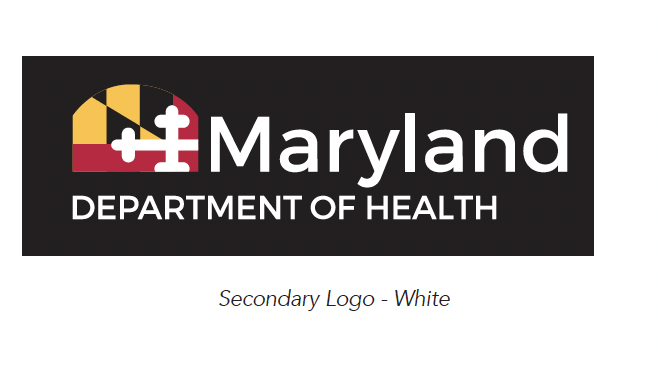 Maryland
DEPARTMENT OF HEALTH
Secondary Logo - White